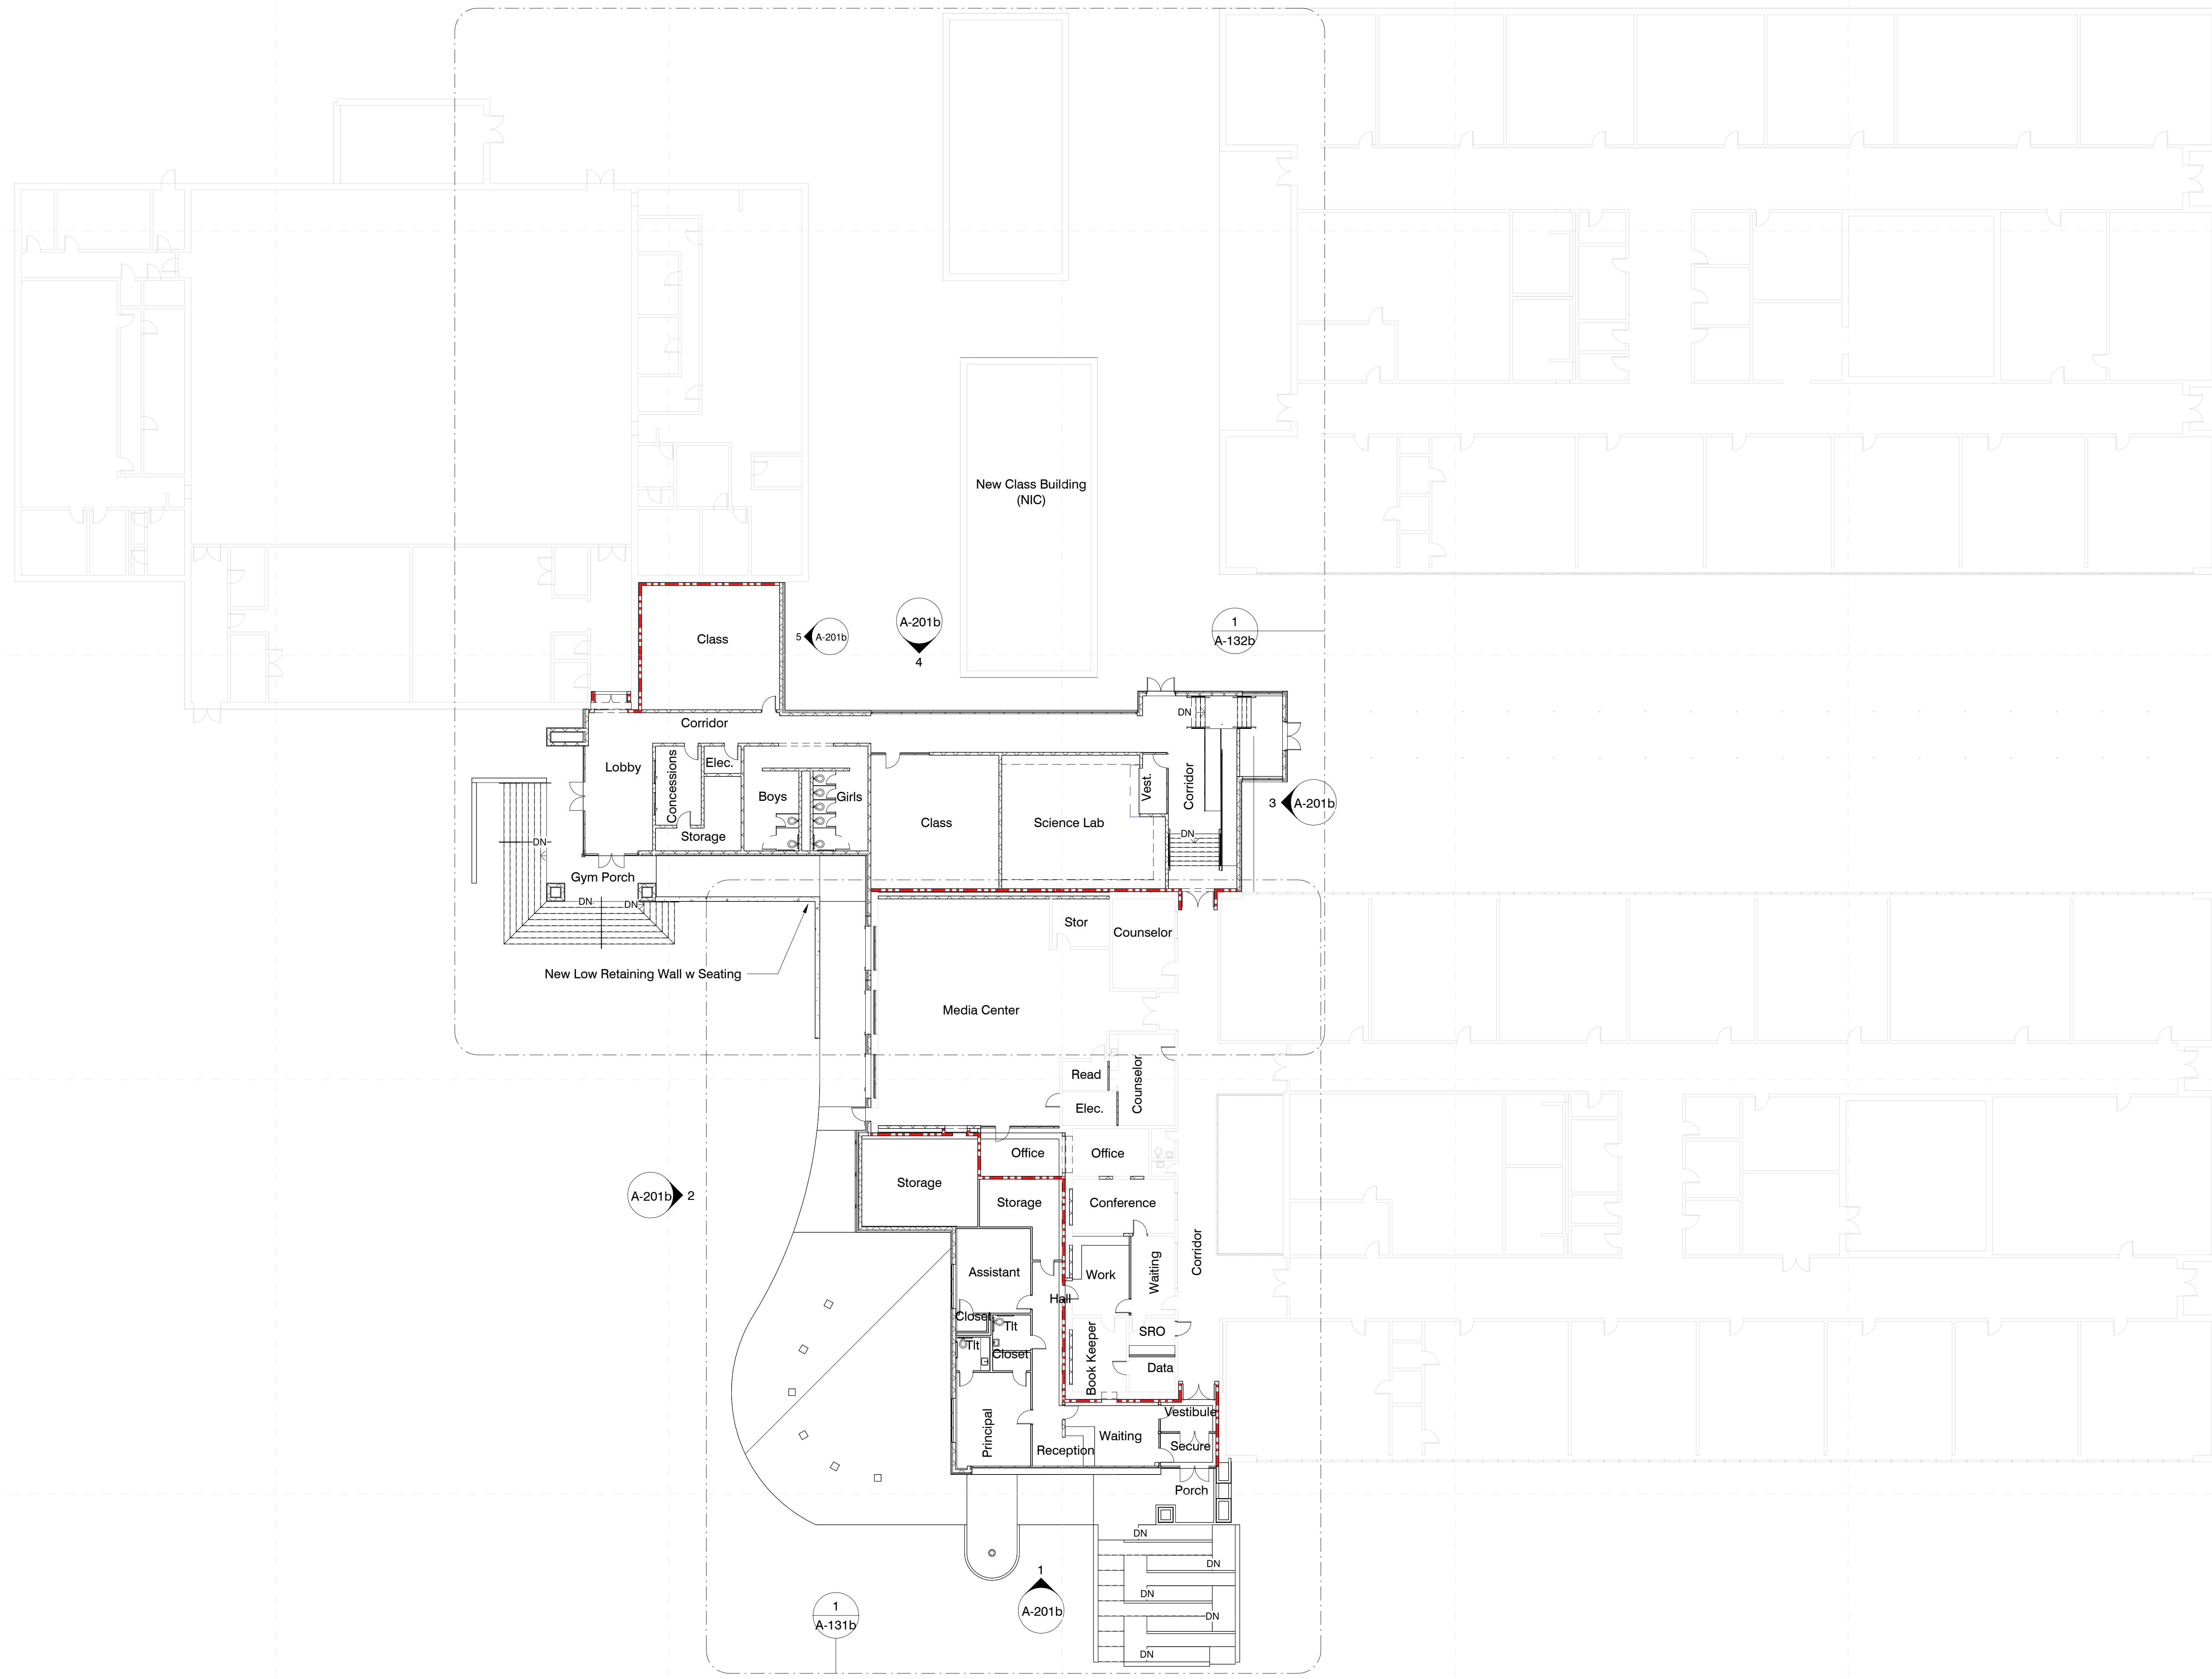 New Class Building
(NIC)
Class
5
A-201b
A-201b
4
1
A-132b
Corridor
DN
Lobby
Concessions
Elec.
Storage
Boys
Girls
Class
Science Lab
Vest.
Corridor
DN
3
A-201b
DN
Gym Porch
DN
DN
New Low Retaining Wall w Seating
Stor
Counselor
Media Center
Read
Elec.
Counselor
Office
Office
Storage
Storage
Conference
A-201b
2
Assistant
Work
Waiting
Corridor
Hall
Closet
Tlt
Tlt
Closet
Book Keeper
SRO
Data
Principal
Reception
Waiting
Vestibule
Secure
Porch
DN
DN
DN
DN
DN
1
A-201b
1
A-131b